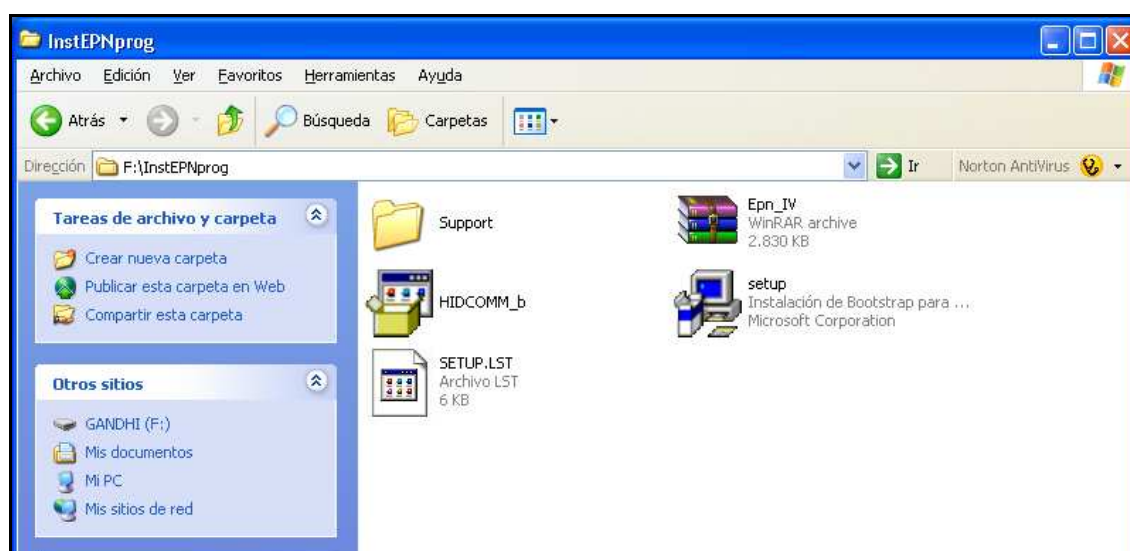 InstEPNprog
Archivo Edición Ver Favoritos Herramientas Ayuda
Atrás Búsqueda Carpetas
Dirección F:\InstEPNprog Ir Norton AntiVirus
Tareas de archivo y carpeta
Crear nueva carpeta
Publicar esta carpeta en Web
Compartir esta carpeta
Otros sitios
GANDHI (F:)
Mis documentos
Mi PC
Mis sitios de red
Support
Epn_IV
WinRAR archive
2.830 KB
HIDCOMM_b
setup
Instalación de Bootstrap para ...
Microsoft Corporation
SETUP.LST
Archivo LST
6 KB